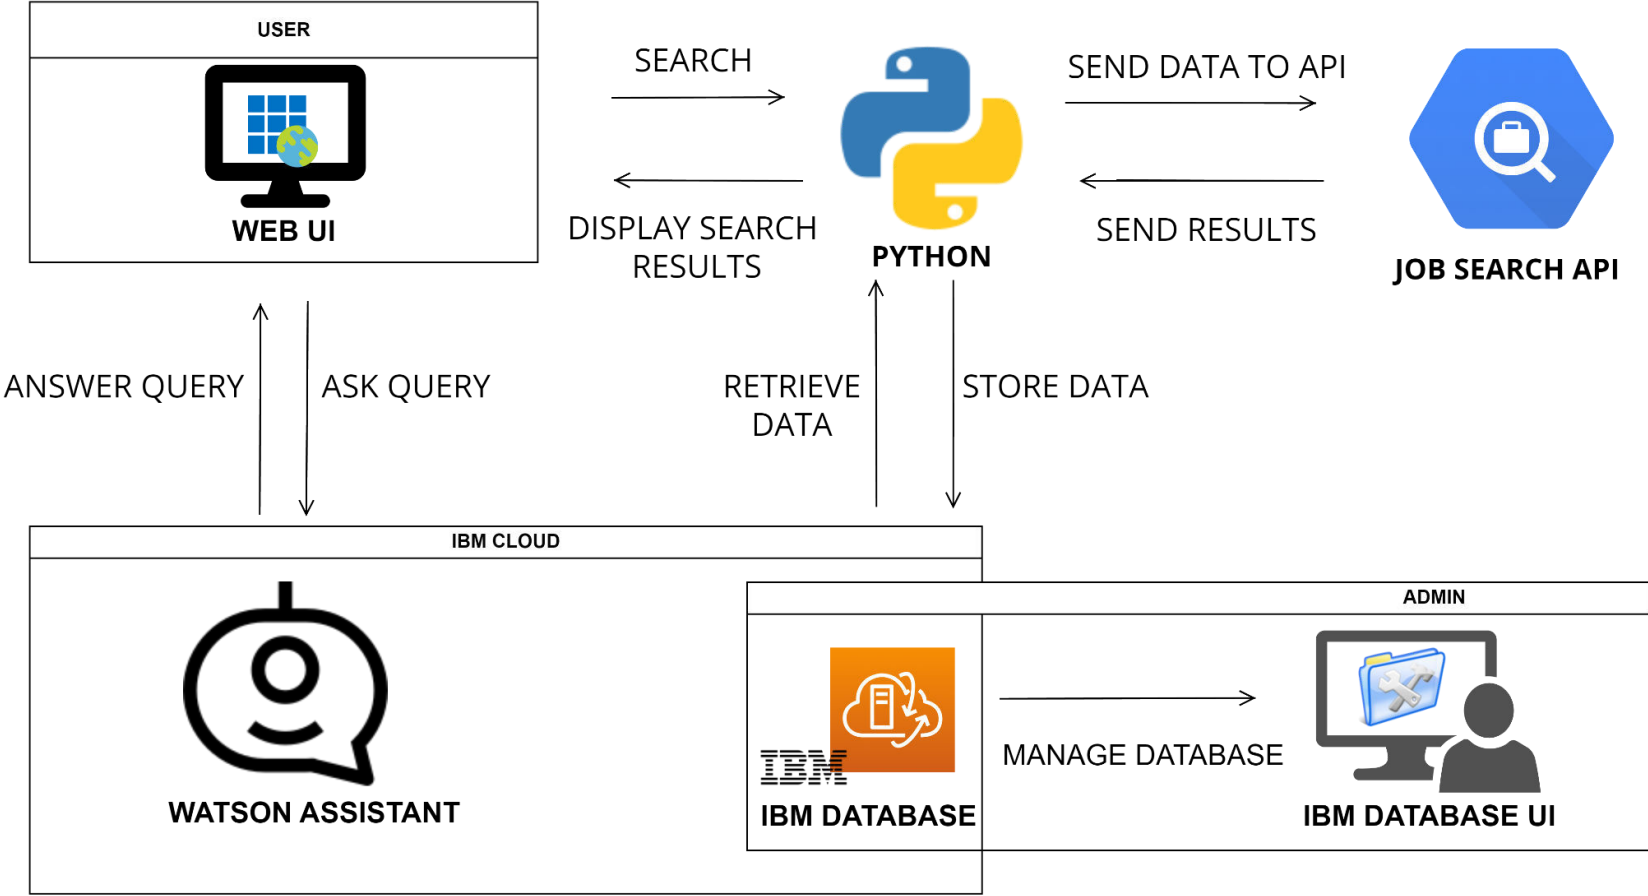 USER
WEB UI
SEARCH
DISPLAY SEARCH
RESULTS
PYTHON
SEND DATA TO API
SEND RESULTS
JOB SEARCH API
ANSWER QUERY
ASK QUERY
RETRIEVE
DATA
STORE DATA
IBM CLOUD
WATSON ASSISTANT
ADMIN
IBM
IBM DATABASE
MANAGE DATABASE
IBM DATABASE UI